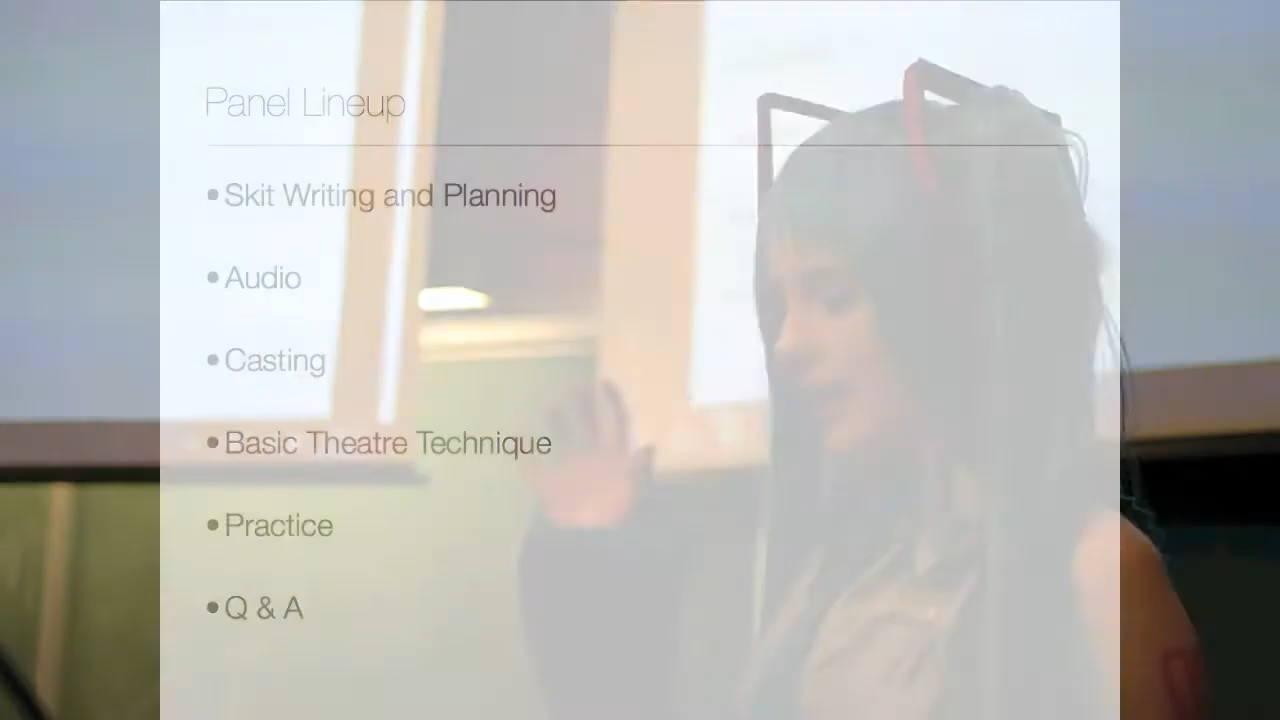 Panel Lineup
• Skit Writing and Planning
• Audio
• Casting
• Basic Theatre Technique
• Practice
• Q & A